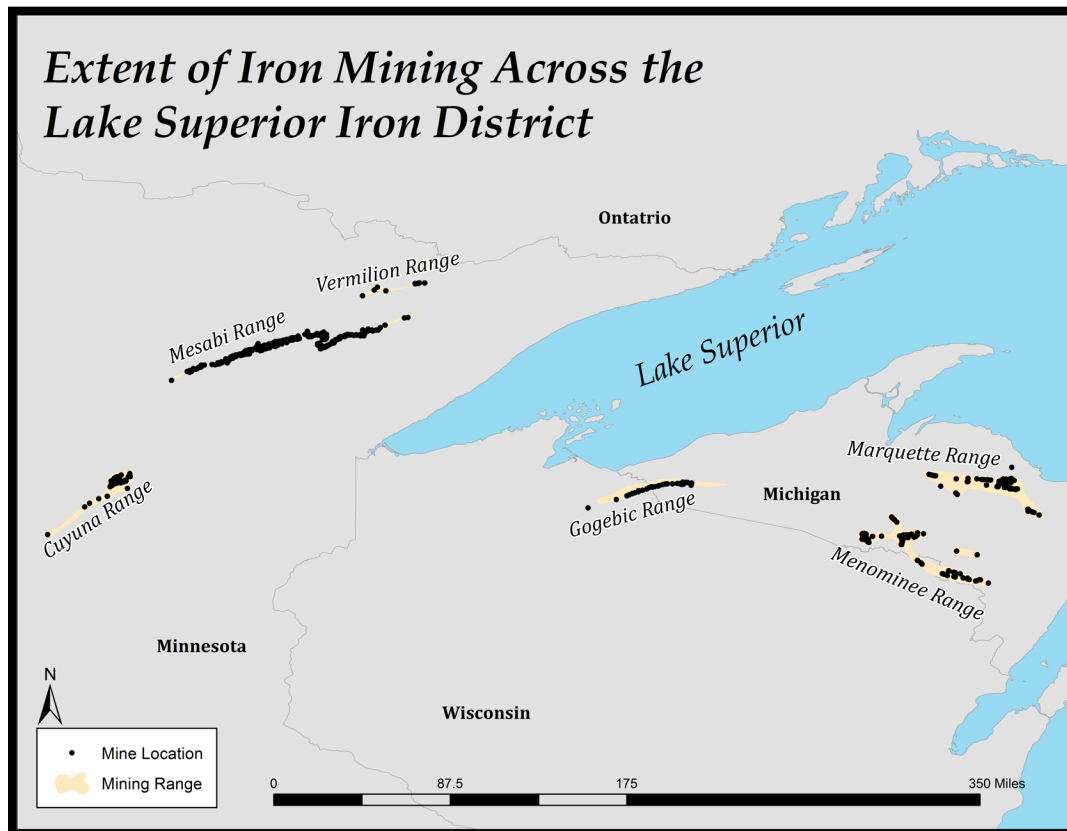 Extent of Iron Mining Across the
Lake Superior Iron District
Ontatrio
Vermilion Range
Mesabi Range
Lake Superior
Marquette Range
Cuyuna Range
Gogebic Range
Michigan
Menominee Range
Minnesota
Wisconsin
N
Mine Location
Mining Range
0 87.5 175 350 Miles